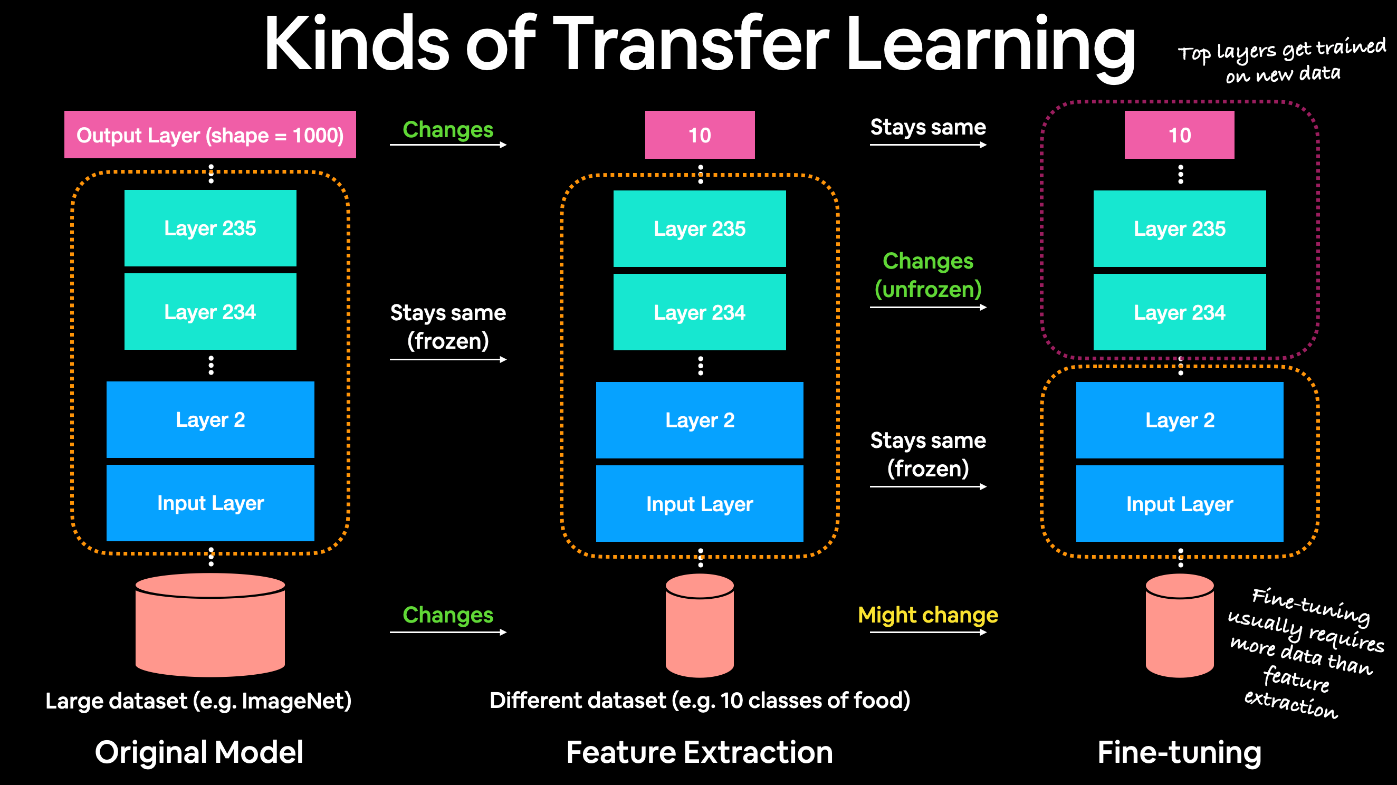 Kinds of Transfer Learning
Top layers get trained
on new data
Output Layer (shape = 1000)
Changes
10
Stays same
10
Layer 235
Layer 235
Layer 235
Changes
(unfrozen)
Layer 234
Stays same
(frozen)
Layer 234
Layer 234
Layer 2
Layer 2
Stays same
(frozen)
Layer 2
Input Layer
Input Layer
Input Layer
Changes
Might change
Fine-tuning
usually requires
more data than
feature
extraction
Large dataset (e.g. ImageNet)
Different dataset (e.g. 10 classes of food)
Original Model
Feature Extraction
Fine-tuning